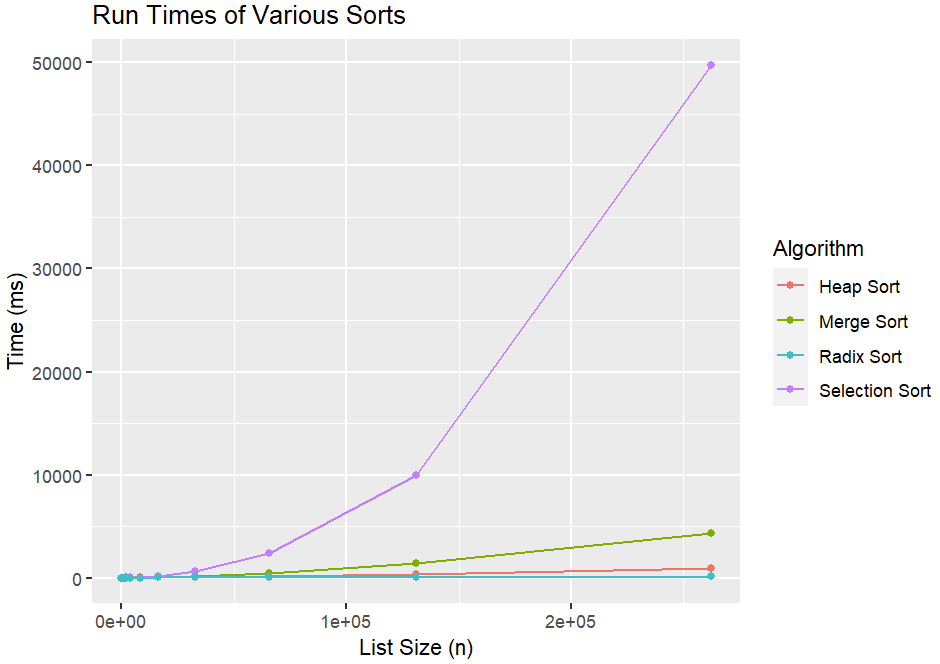 Run Times of Various Sorts
50000
40000
30000
20000
10000
0
Time (ms)
0e+00 1e+05 2e+05
List Size (n)
Algorithm
Heap Sort
Merge Sort
Radix Sort
Selection Sort